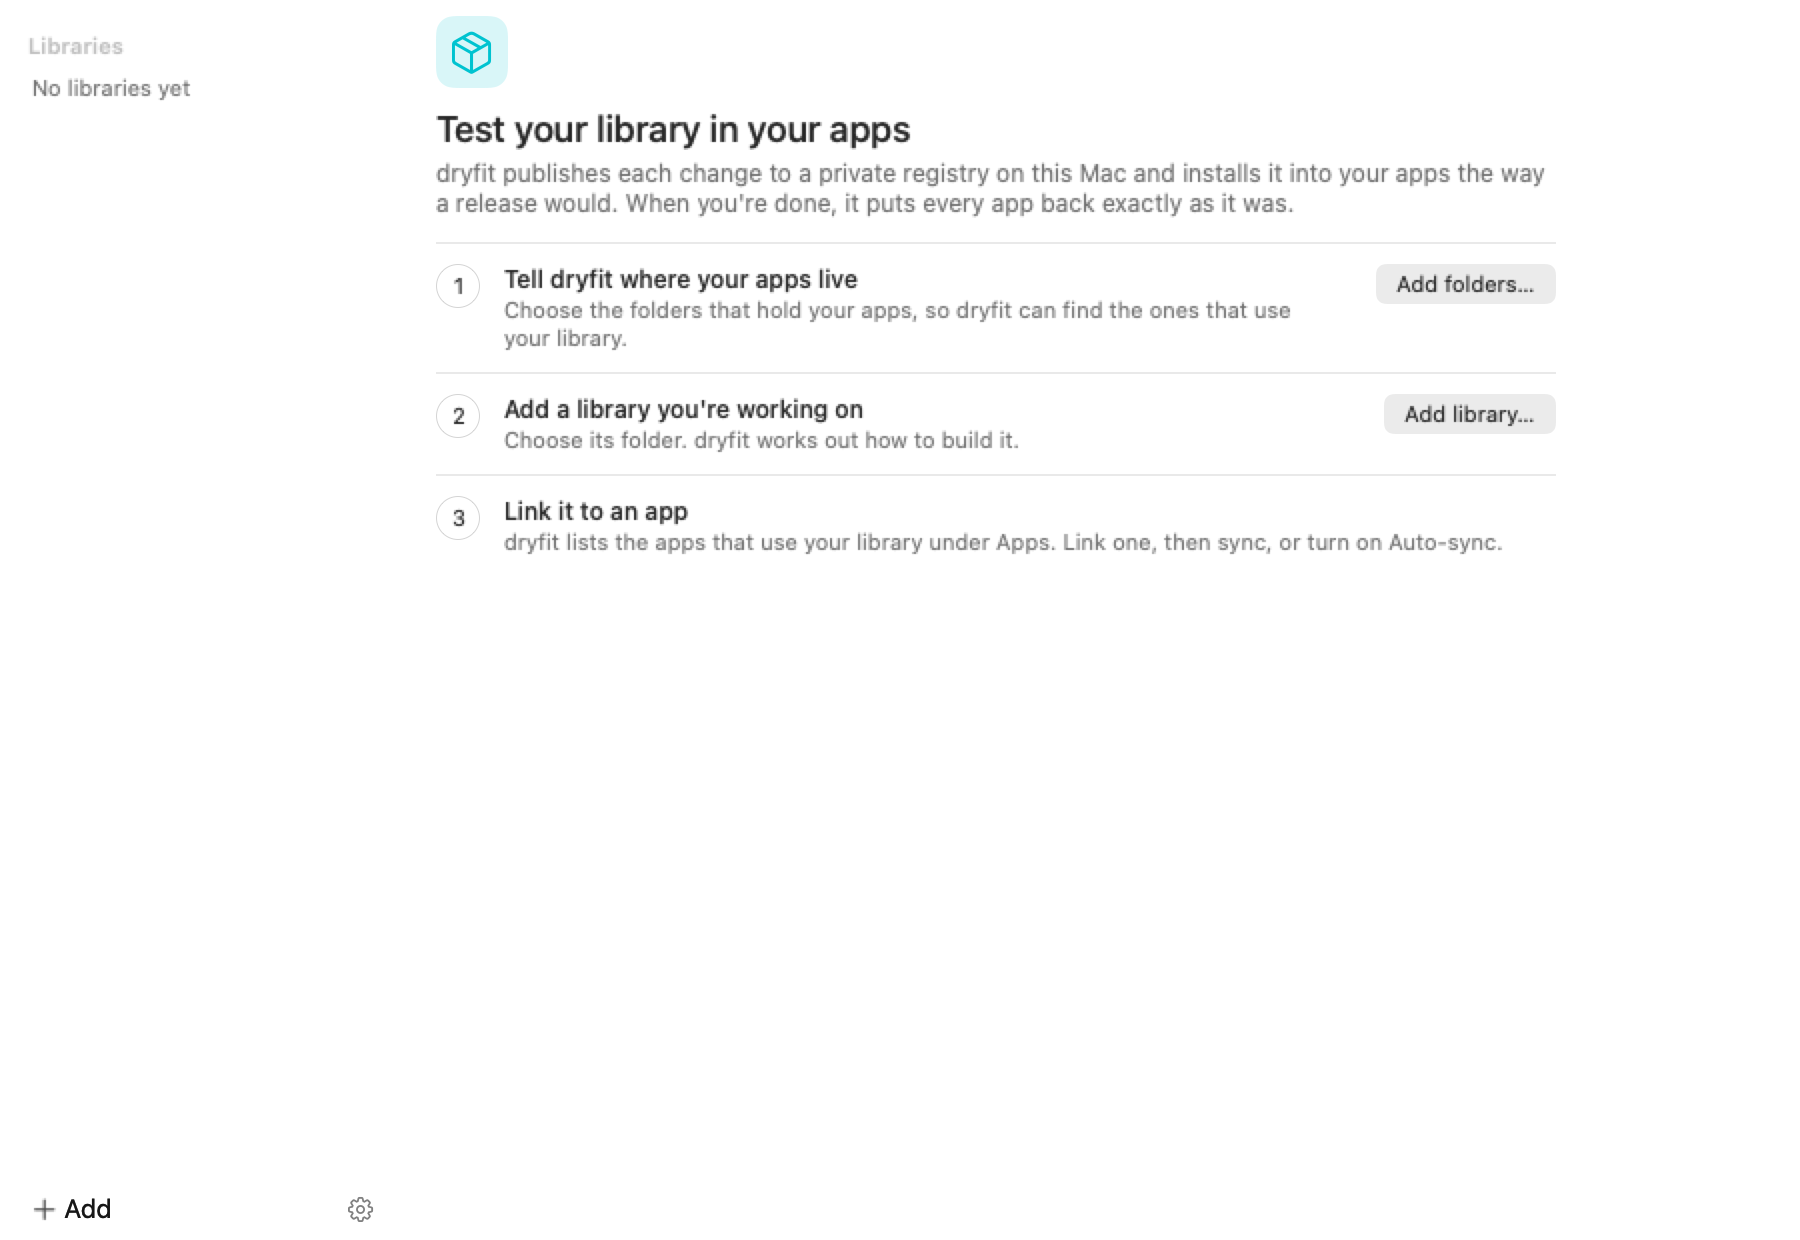 Libraries
No libraries yet
Test your library in your apps
dryfit publishes each change to a private registry on this Mac and installs it into your apps the way
a release would. When you're done, it puts every app back exactly as it was.
1
Tell dryfit where your apps live
Choose the folders that hold your apps, so dryfit can find the ones that use
your library.
Add folders...
2
Add a library you're working on
Choose its folder. dryfit works out how to build it.
Add library...
3
Link it to an app
dryfit lists the apps that use your library under Apps. Link one, then sync, or turn on Auto-sync.
+ Add